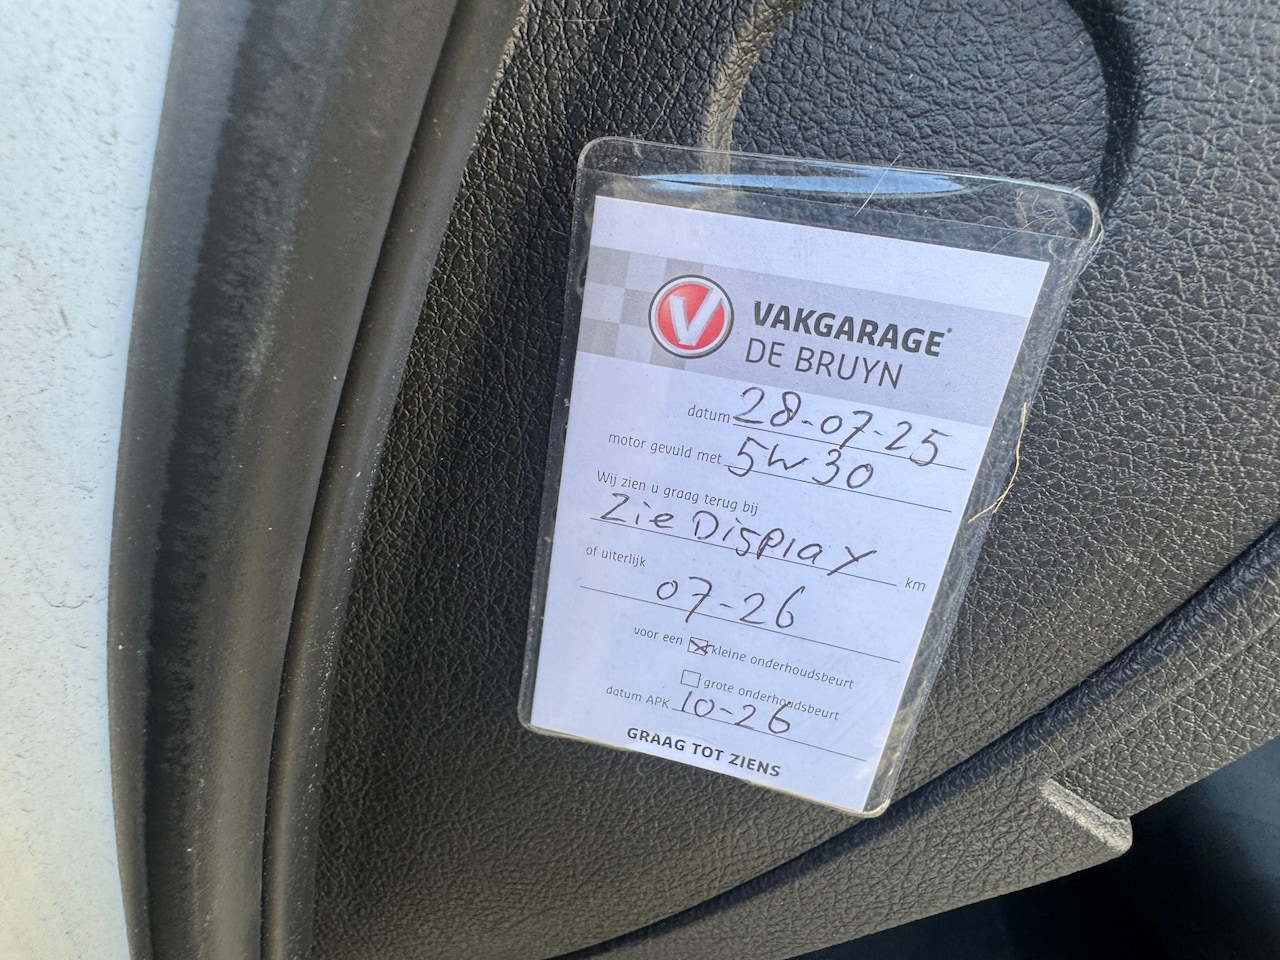 V
VAKGARAGE®
DE BRUYN
datum 28-07-25
motor gevuld met 5W30
Wij zien u graag terug bij
Zie Display km
of uiterlijk
07-26
voor een ☒ kleine onderhoudsbeurt
☐ grote onderhoudsbeurt
datum APK 10-26
GRAAG TOT ZIENS